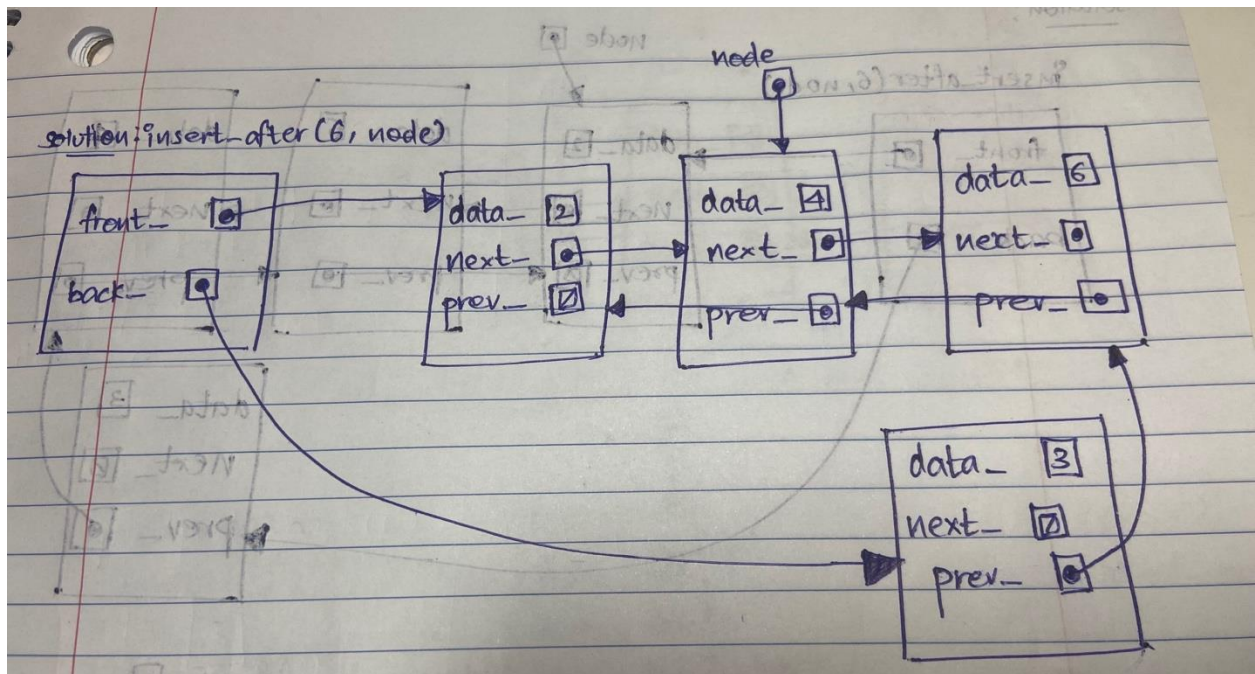 node
solution: insert_after(6, node)
front_
back_
data_ 2
next_
prev_
data_ 4
next_
prev_
data_ 6
next_
prev_
data_ 3
next_
prev_